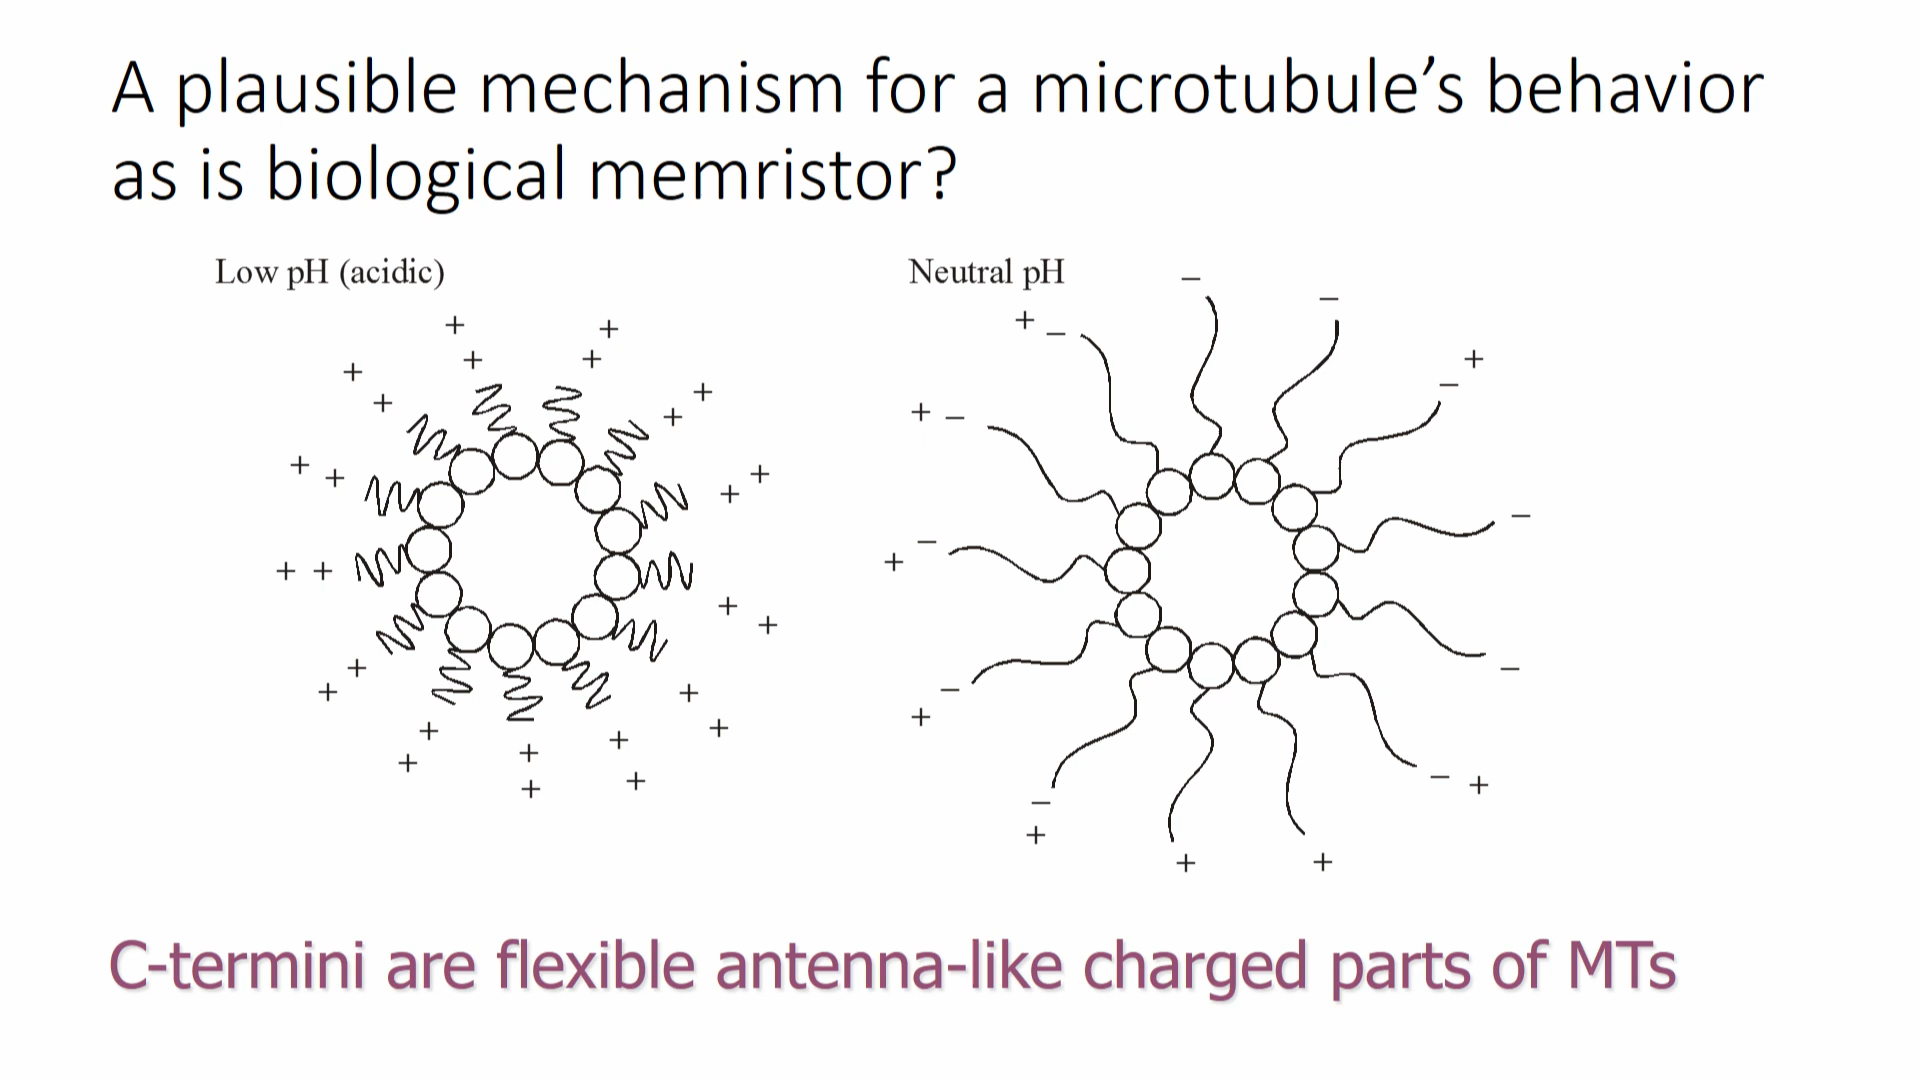 A plausible mechanism for a microtubule’s behavior
as is biological memristor?
Low pH (acidic)
Neutral pH
C-termini are flexible antenna-like charged parts of MTs